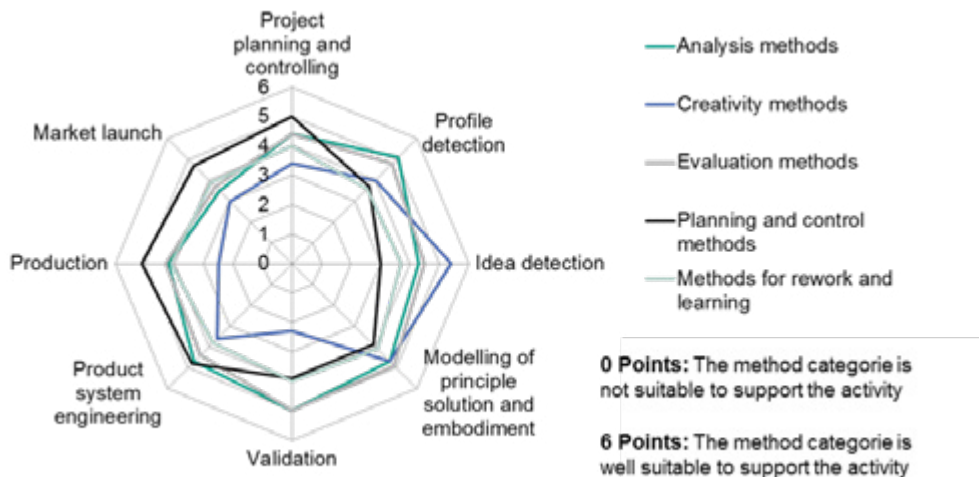 Project
planning and
controlling
6
5
4
3
2
1
0
Profile
detection
Idea detection
Modelling of
principle
solution and
embodiment
Validation
Product
system
engineering
Production
Market launch
Analysis methods
Creativity methods
Evaluation methods
Planning and control
methods
Methods for rework and
learning
0 Points: The method categorie is
not suitable to support the activity
6 Points: The method categorie is
well suitable to support the activity